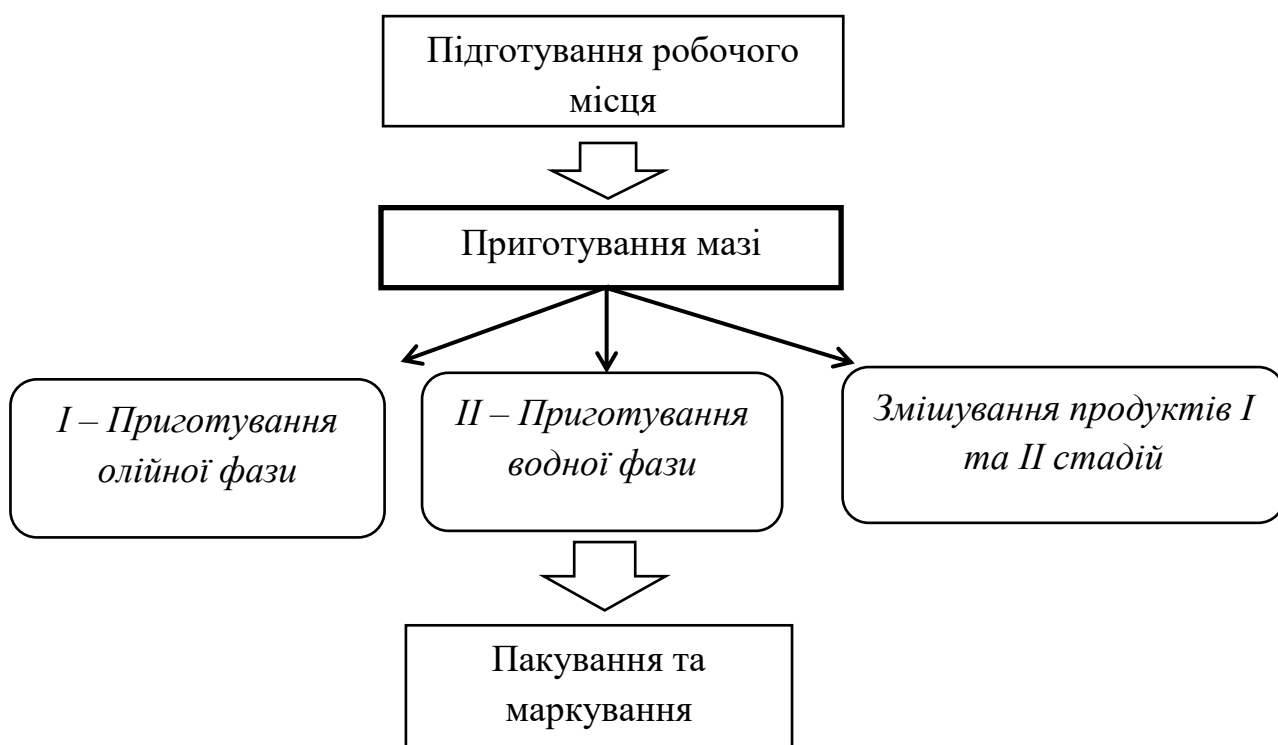 Підготування робочого
місця
Приготування мазі
I – Приготування
олійної фази
II – Приготування
водної фази
Змішування продуктів I
та II стадій
Пакування та
маркування